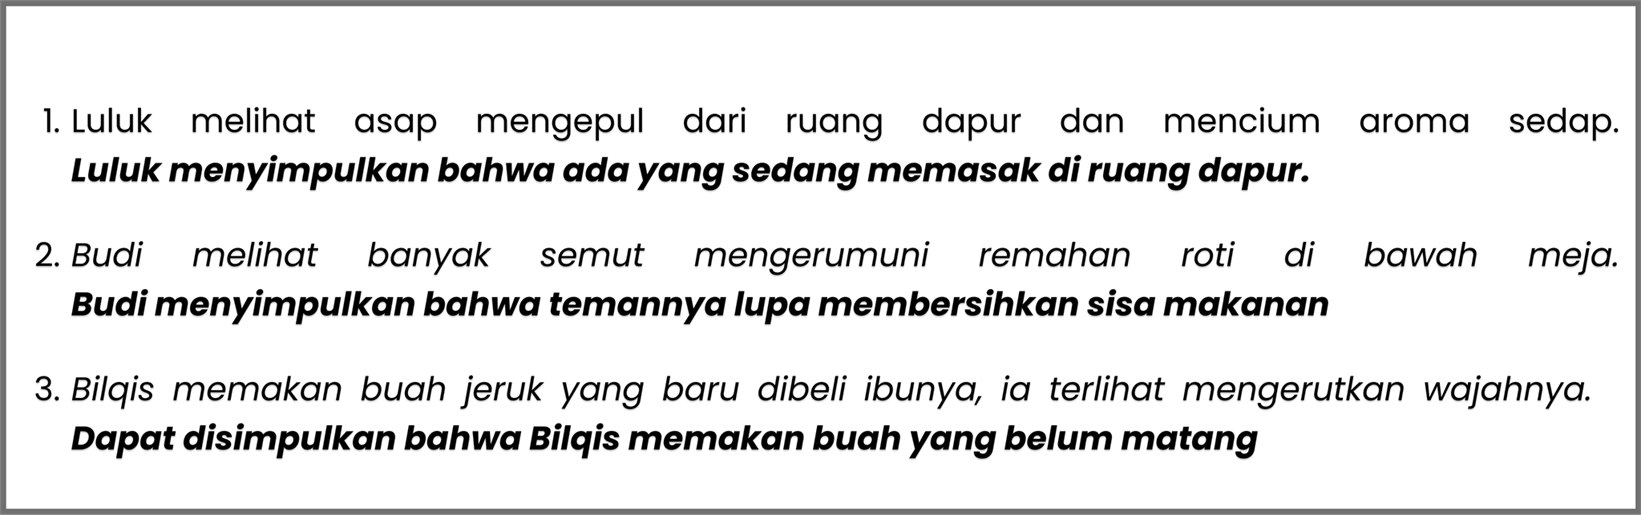 1. Luluk melihat asap mengepul dari ruang dapur dan mencium aroma sedap.
Luluk menyimpulkan bahwa ada yang sedang memasak di ruang dapur.
2. Budi melihat banyak semut mengerumuni remahan roti di bawah meja.
Budi menyimpulkan bahwa temannya lupa membersihkan sisa makanan
3. Bilqis memakan buah jeruk yang baru dibeli ibunya, ia terlihat mengerutkan wajahnya.
Dapat disimpulkan bahwa Bilqis memakan buah yang belum matang